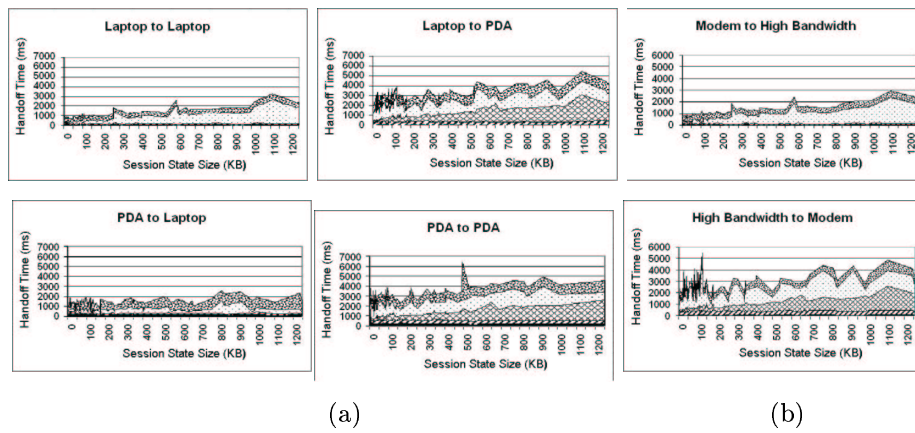 Laptop to Laptop
Handoff Time (ms)
7000
6000
5000
4000
3000
2000
1000
0
0 100 200 300 400 500 600 700 800 900 1000 1100 1200
Session State Size (KB)
Laptop to PDA
Handoff Time (ms)
7000
6000
5000
4000
3000
2000
1000
0
0 100 200 300 400 500 600 700 800 900 1000 1100 1200
Session State Size (KB)
Modem to High Bandwidth
Handoff Time (ms)
6000
5000
4000
3000
2000
1000
0
0 100 200 300 400 500 600 700 800 900 1000 1100 1200
Session State Size (KB)
PDA to Laptop
Handoff Time (ms)
7000
6000
5000
4000
3000
2000
1000
0
0 100 200 300 400 500 600 700 800 900 1000 1100 1200
Session State Size (KB)
PDA to PDA
Handoff Time (ms)
7000
6000
5000
4000
3000
2000
1000
0
0 100 200 300 400 500 600 700 800 900 1000 1100 1200
Session State Size (KB)
High Bandwidth to Modem
Handoff Time (ms)
6000
5000
4000
3000
2000
1000
0
0 100 200 300 400 500 600 700 800 900 1000 1100 1200
Session State Size (KB)
(a) (b)